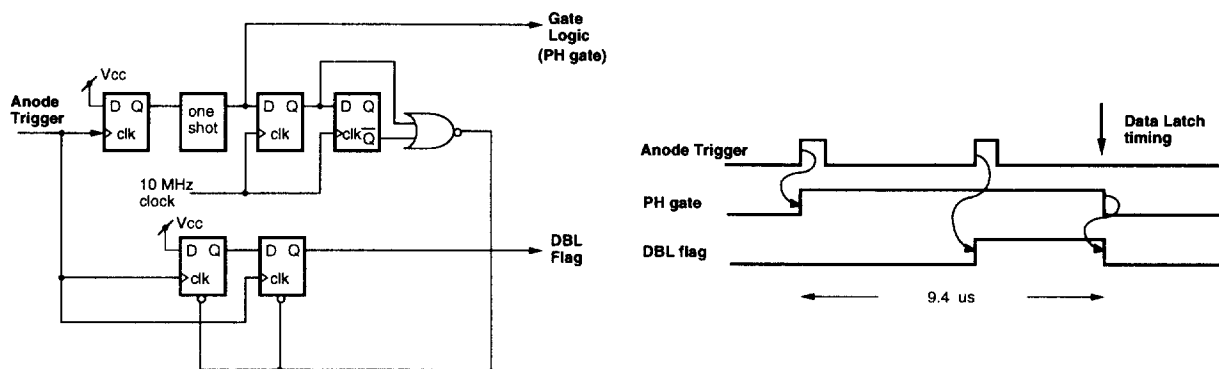 Gate
Logic
(PH gate)
Vcc
Anode
Trigger
D Q
clk
one
shot
D Q
clk
D Q
clk Q
10 MHz
clock
Vcc
D Q
clk
D Q
clk
DBL
Flag
Data Latch
timing
Anode Trigger
PH gate
DBL flag
9.4 us